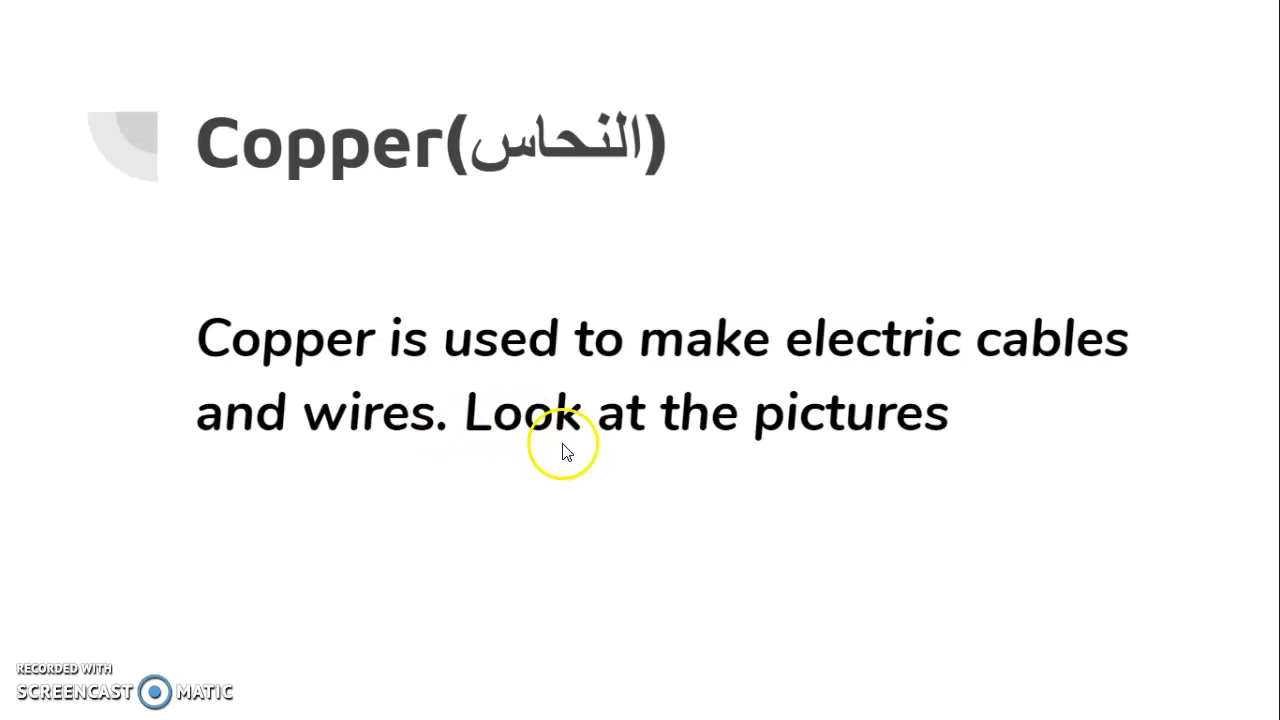 Copper(النحاس)
Copper is used to make electric cables
and wires. Look at the pictures
RECORDED WITH
SCREENCAST MATIC